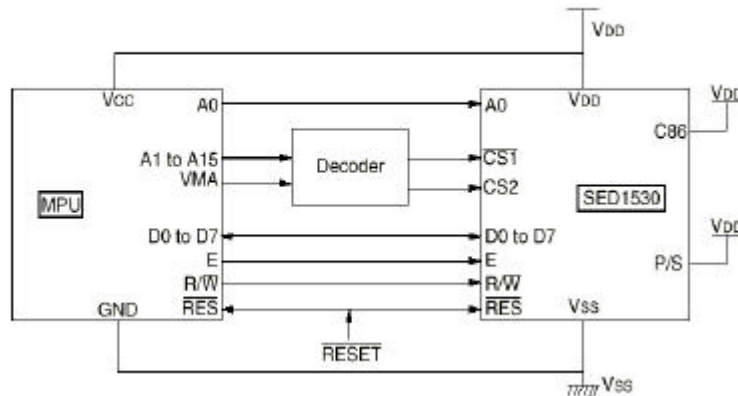 VDD
VCC
A0
A0
VDD
VDD
C86
A1 to A15
VMA
Decoder
CS1
CS2
MPU
SED1530
D0 to D7
D0 to D7
VDD
E
E
P/S
R/W
R/W
GND
RES
RES
VSS
RESET
VSS